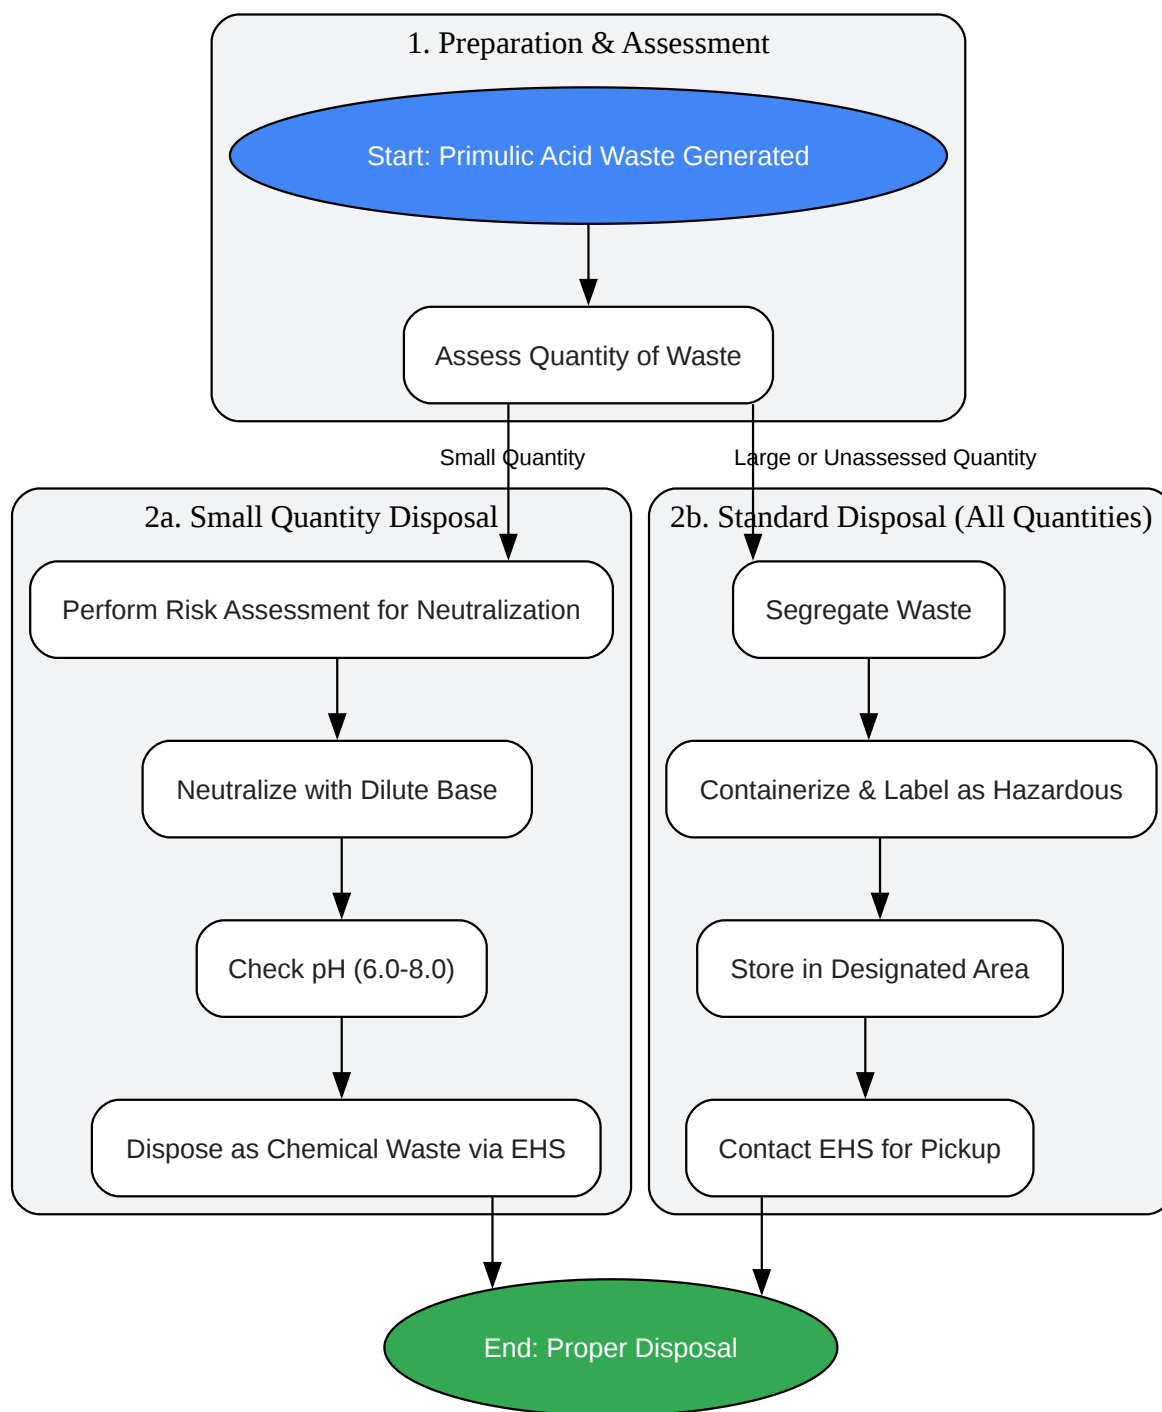 1. Preparation & Assessment
Start: Primulic Acid Waste Generated
Assess Quantity of Waste
Small Quantity
Large or Unassessed Quantity
2a. Small Quantity Disposal
Perform Risk Assessment for Neutralization
Neutralize with Dilute Base
Check pH (6.0-8.0)
Dispose as Chemical Waste via EHS
2b. Standard Disposal (All Quantities)
Segregate Waste
Containerize & Label as Hazardous
Store in Designated Area
Contact EHS for Pickup
End: Proper Disposal